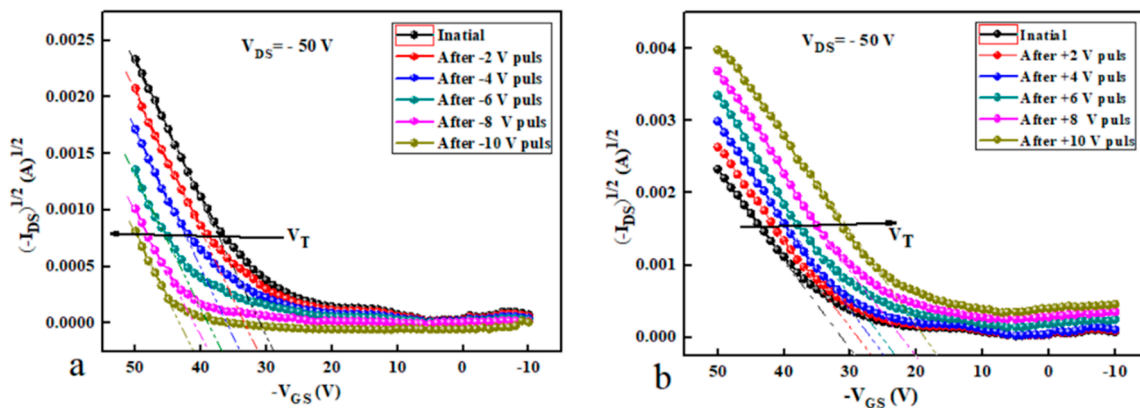 V_DS= - 50 V
Inatial
After -2 V puls
After -4 V puls
After -6 V puls
After -8 V puls
After -10 V puls
V_T
0.0025
0.0020
0.0015
0.0010
0.0005
0.0000
(-I_DS)^1/2 (A)^1/2
50 40 30 20 10 0 -10
-V_GS (V)
a
V_DS= - 50 V
Inatial
After +2 V puls
After +4 V puls
After +6 V puls
After +8 V puls
After +10 V puls
V_T
0.004
0.003
0.002
0.001
0.000
(-I_DS)^1/2 (A)^1/2
50 40 30 20 10 0 -10
-V_GS (V)
b